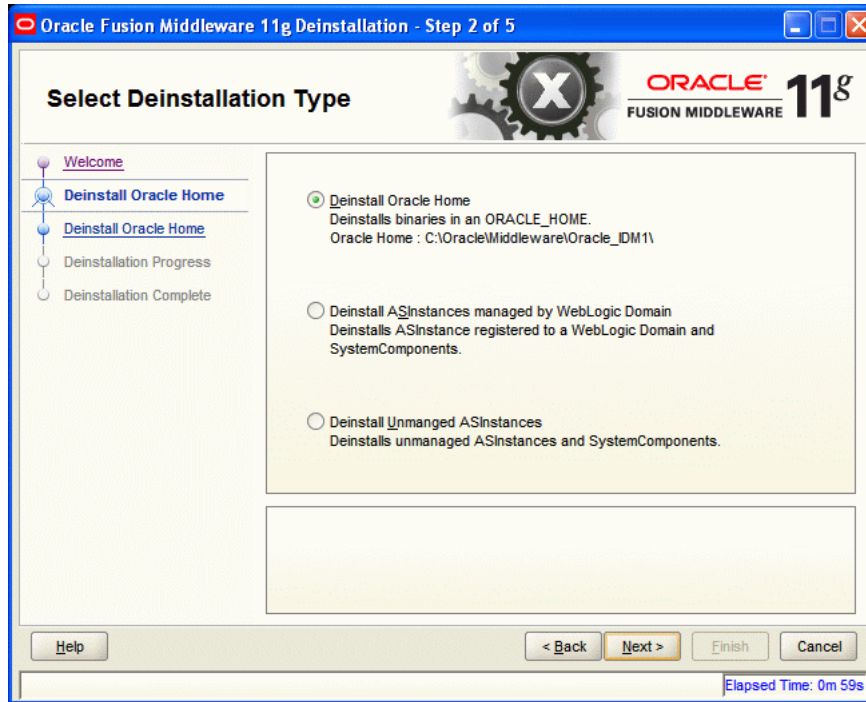 Oracle Fusion Middleware 11g Deinstallation - Step 2 of 5
Select Deinstallation Type
X
ORACLE
FUSION MIDDLEWARE
11g
Welcome
Deinstall Oracle Home
Deinstall Oracle Home
Deinstallation Progress
Deinstallation Complete
Deinstall Oracle Home
Deinstalls binaries in an ORACLE_HOME.
Oracle Home : C:\Oracle\Middleware\Oracle_IDM1\
Deinstall ASInstances managed by WebLogic Domain
Deinstalls ASInstance registered to a WebLogic Domain and
SystemComponents.
Deinstall Unmanged ASInstances
Deinstalls unmanaged ASInstances and SystemComponents.
Help
< Back
Next >
Finish
Cancel
Elapsed Time: 0m 59s